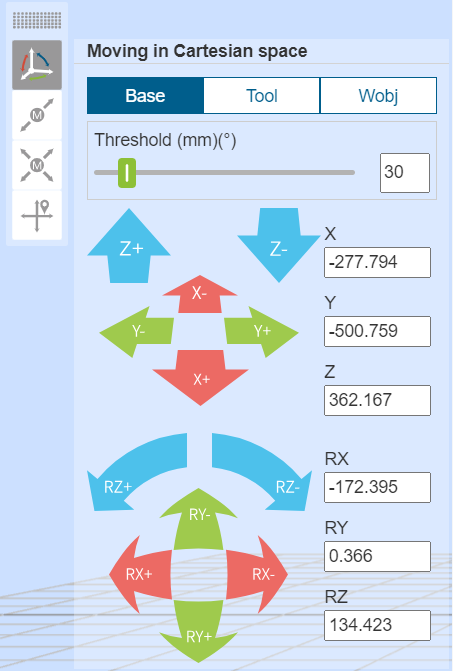 Moving in Cartesian space
Base Tool Wobj
Threshold (mm)(°)
30
Z+ Z-
X-
Y- Y+
X+
X
-277.794
Y
-500.759
Z
362.167
RZ+ RZ-
RY-
RX+ RX-
RY+
RX
-172.395
RY
0.366
RZ
134.423
M
M